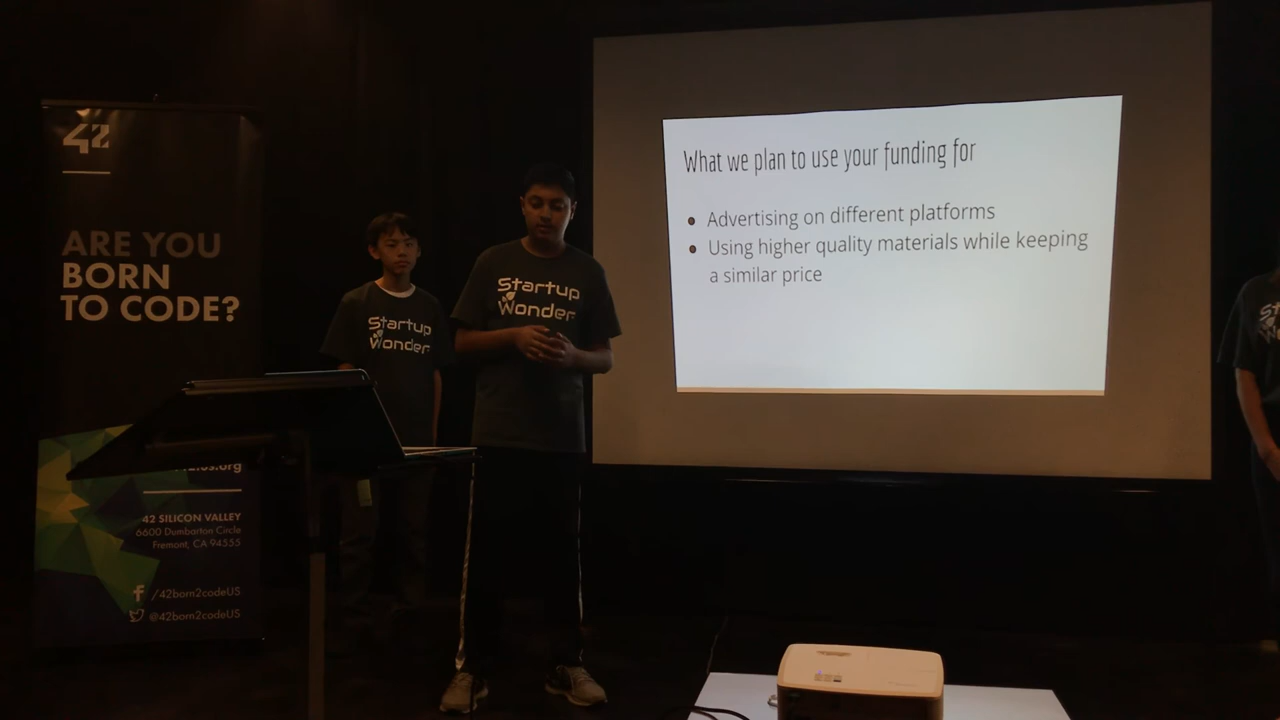 42
ARE YOU
BORN
TO CODE?
42 SILICON VALLEY
6600 Dumbarton Circle
Fremont, CA 94555
/42born2codeUS
@42born2codeUS
Startup
Wonder
Startup
Wonder
What we plan to use your funding for
Advertising on different platforms
Using higher quality materials while keeping
a similar price